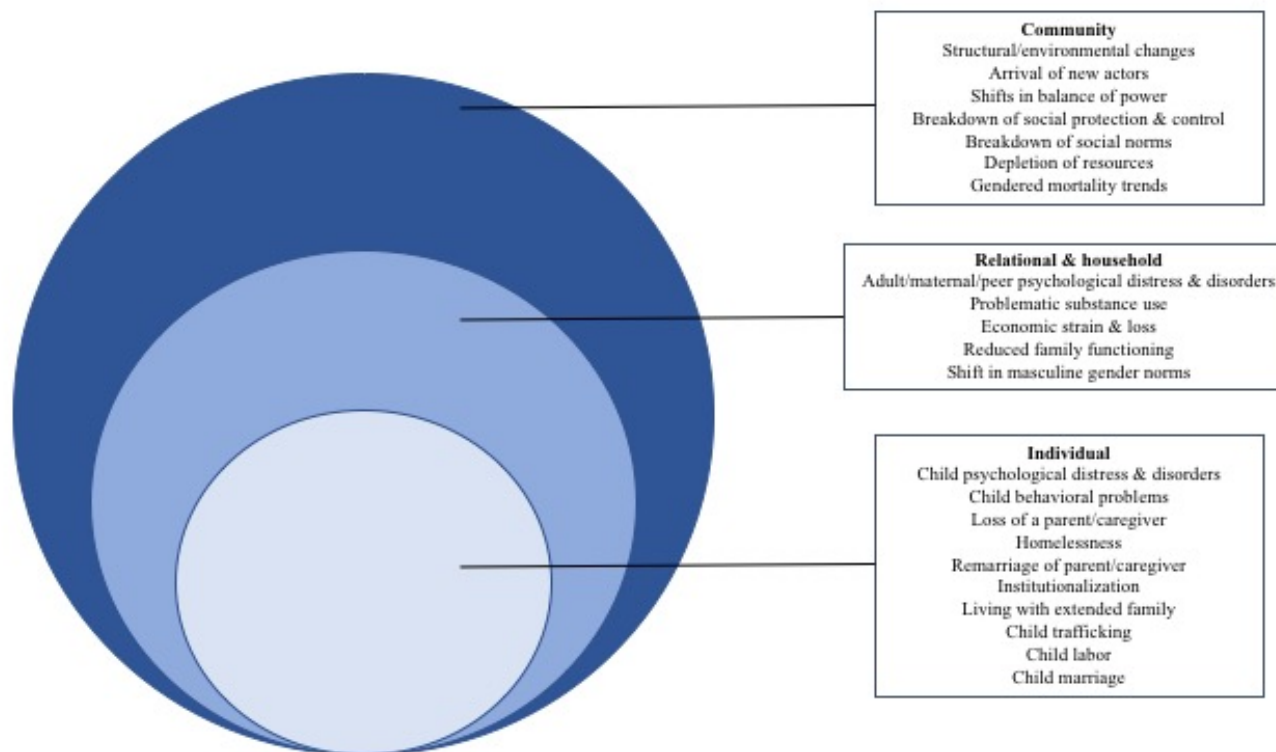 Community
Structural/environmental changes
Arrival of new actors
Shifts in balance of power
Breakdown of social protection & control
Breakdown of social norms
Depletion of resources
Gendered mortality trends
Relational & household
Adult/maternal/peer psychological distress & disorders
Problematic substance use
Economic strain & loss
Reduced family functioning
Shift in masculine gender norms
Individual
Child psychological distress & disorders
Child behavioral problems
Loss of a parent/caregiver
Homelessness
Remarriage of parent/caregiver
Institutionalization
Living with extended family
Child trafficking
Child labor
Child marriage